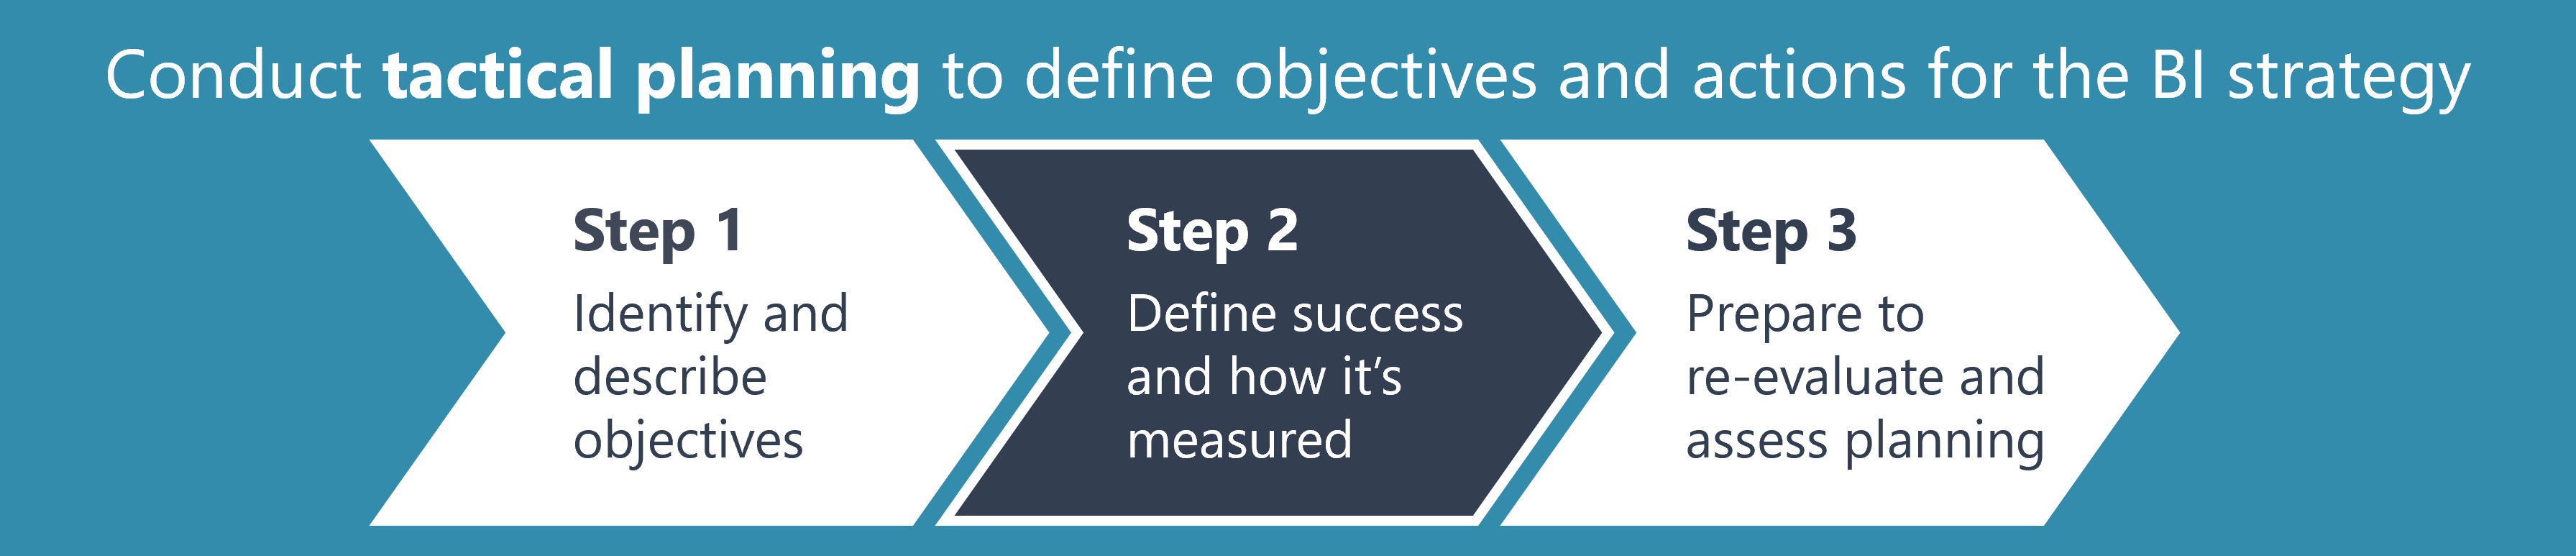 Conduct tactical planning to define objectives and actions for the BI strategy
Step 1
Identify and
describe
objectives
Step 2
Define success
and how it’s
measured
Step 3
Prepare to
re-evaluate and
assess planning